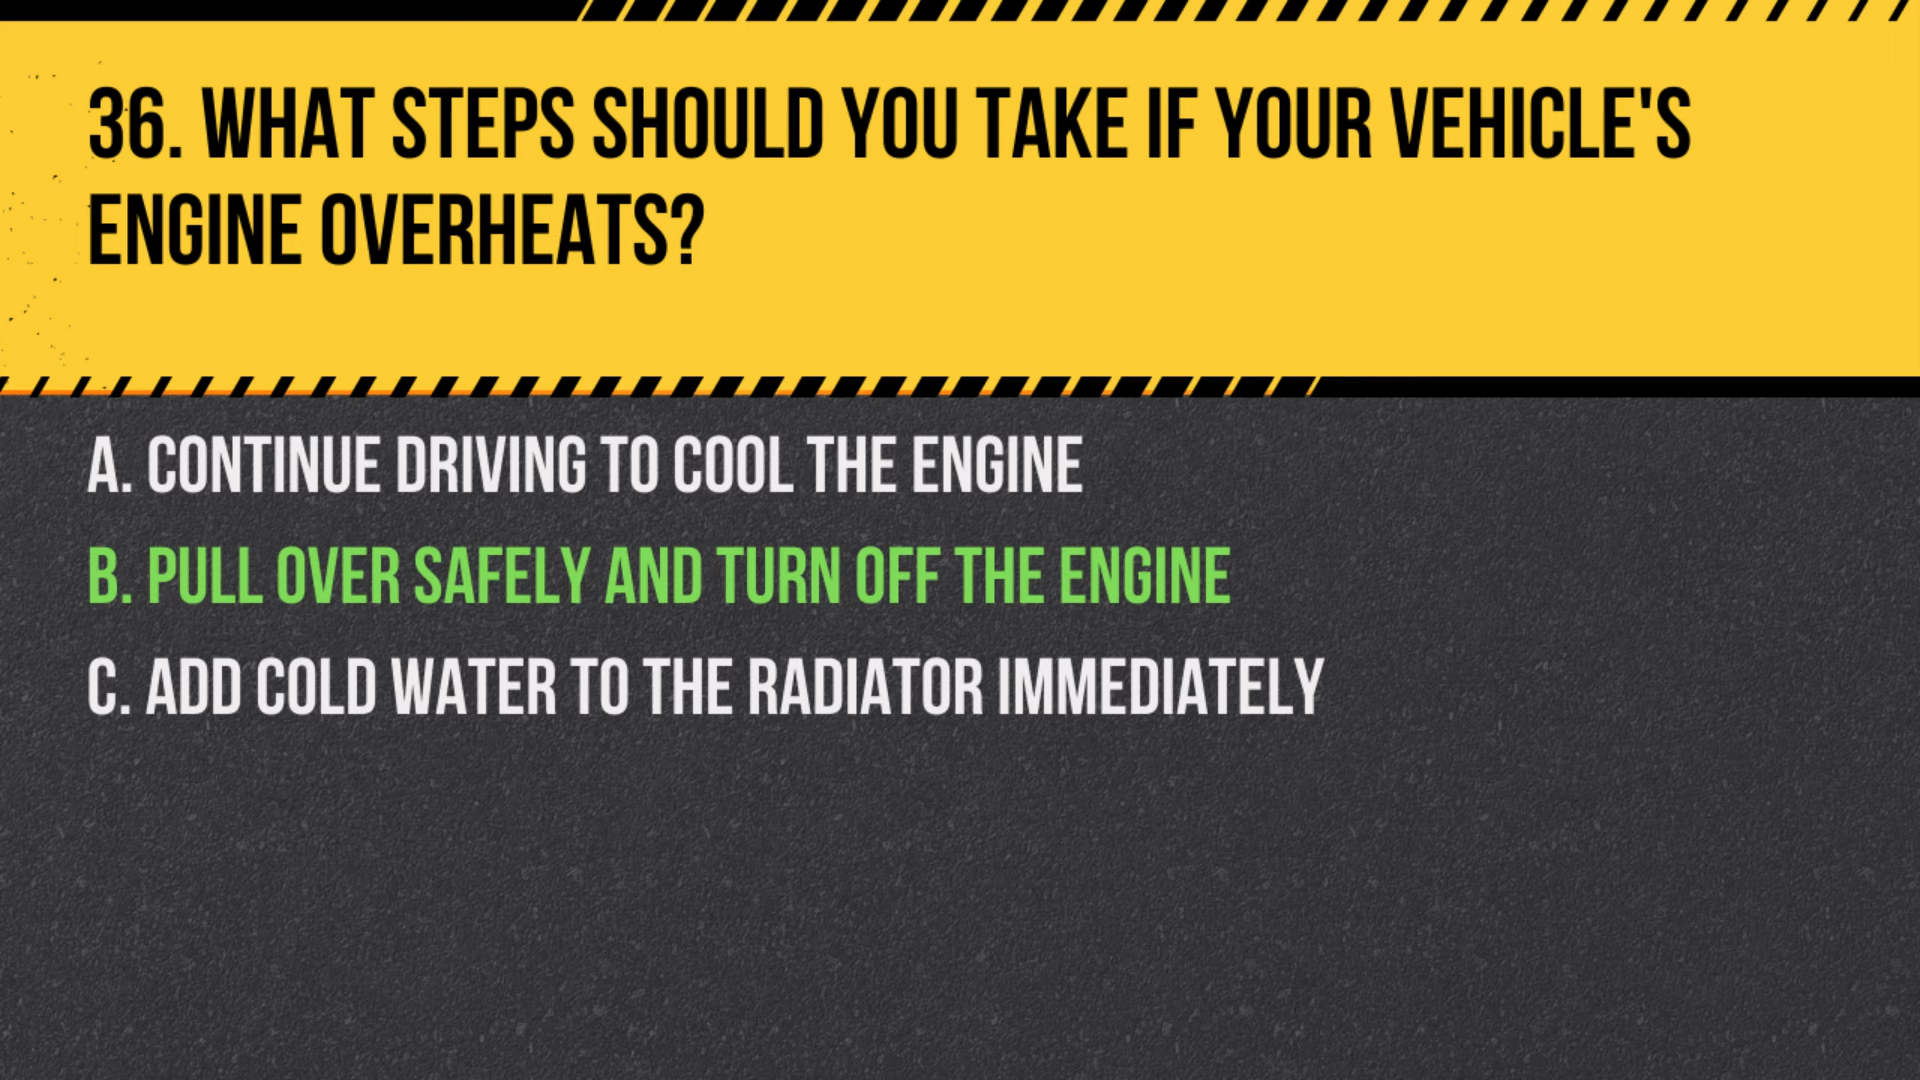 36. WHAT STEPS SHOULD YOU TAKE IF YOUR VEHICLE'S
ENGINE OVERHEATS?
A. CONTINUE DRIVING TO COOL THE ENGINE
B. PULL OVER SAFELY AND TURN OFF THE ENGINE
C. ADD COLD WATER TO THE RADIATOR IMMEDIATELY